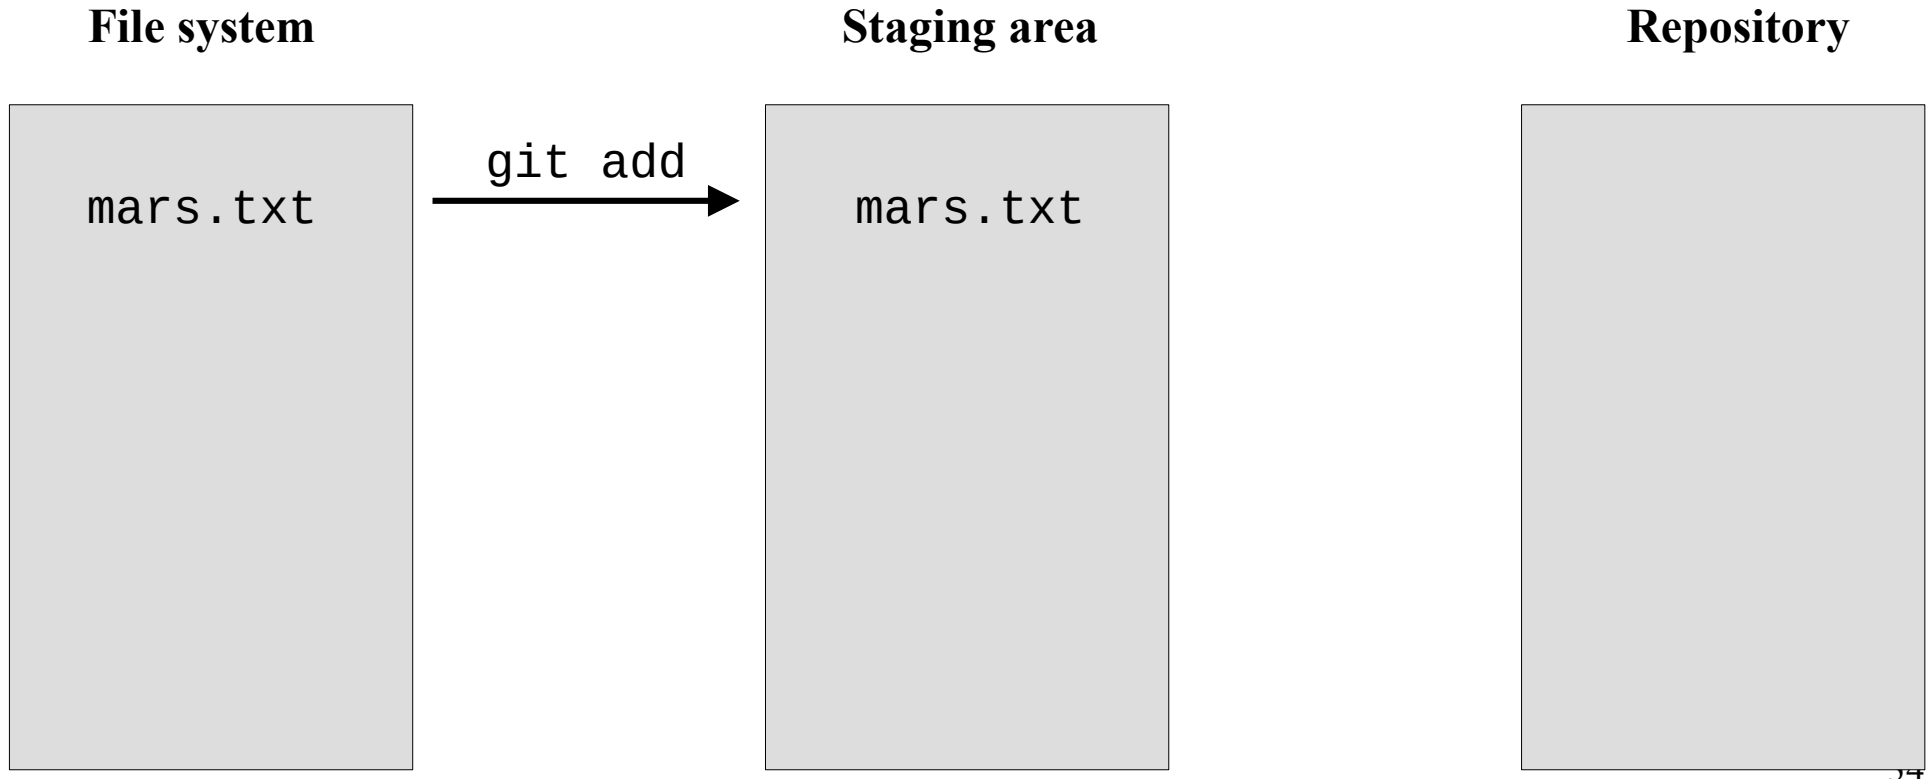 File system
Staging area
Repository
git add
mars.txt
mars.txt